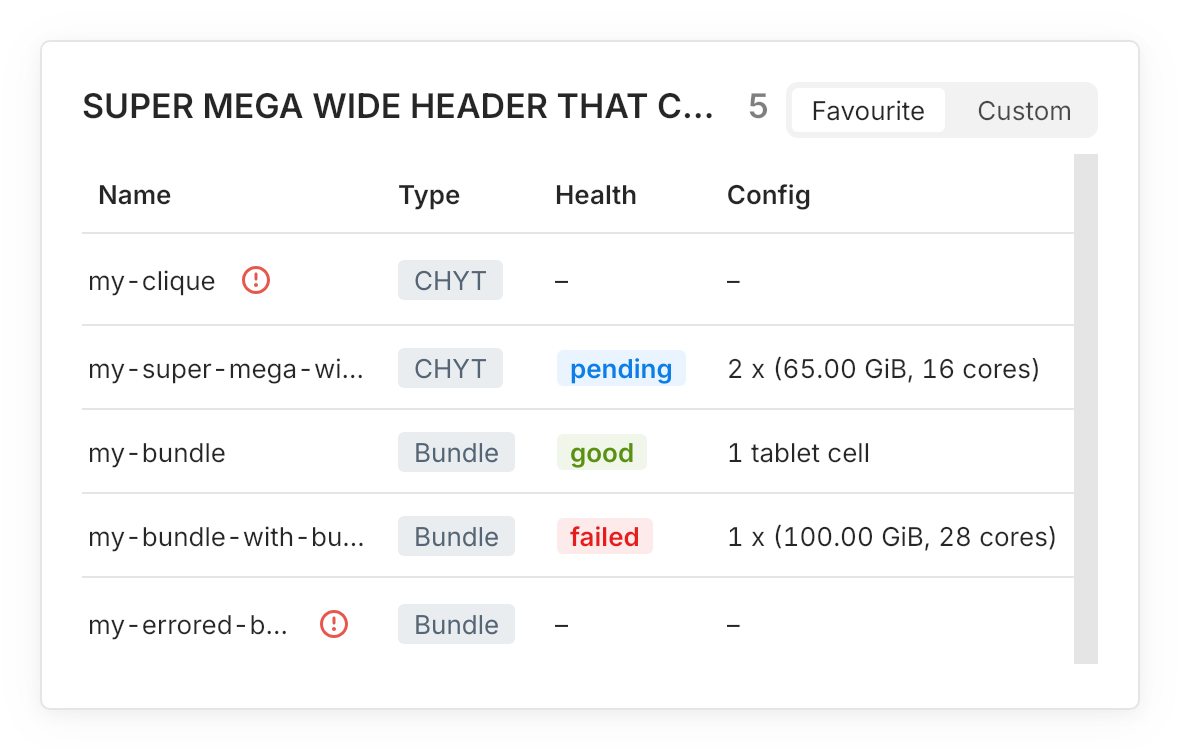 SUPER MEGA WIDE HEADER THAT C... 5 Favourite Custom
Name Type Health Config
my-clique CHYT – –
my-super-mega-wi... CHYT pending 2 x (65.00 GiB, 16 cores)
my-bundle Bundle good 1 tablet cell
my-bundle-with-bu... Bundle failed 1 x (100.00 GiB, 28 cores)
my-errored-b... Bundle – –